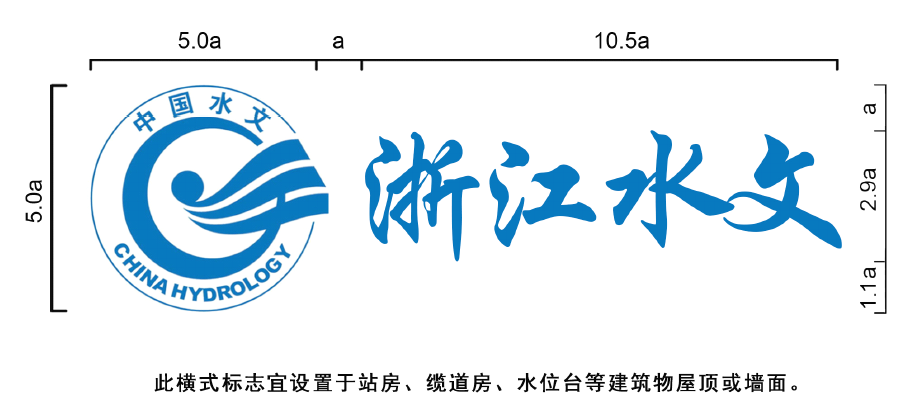 5.0a a 10.5a
中国水文
CHINA HYDROLOGY
浙江水文
5.0a
a
2.9a
1.1a
此横式标志宜设置于站房、缆道房、水位台等建筑物屋顶或墙面。